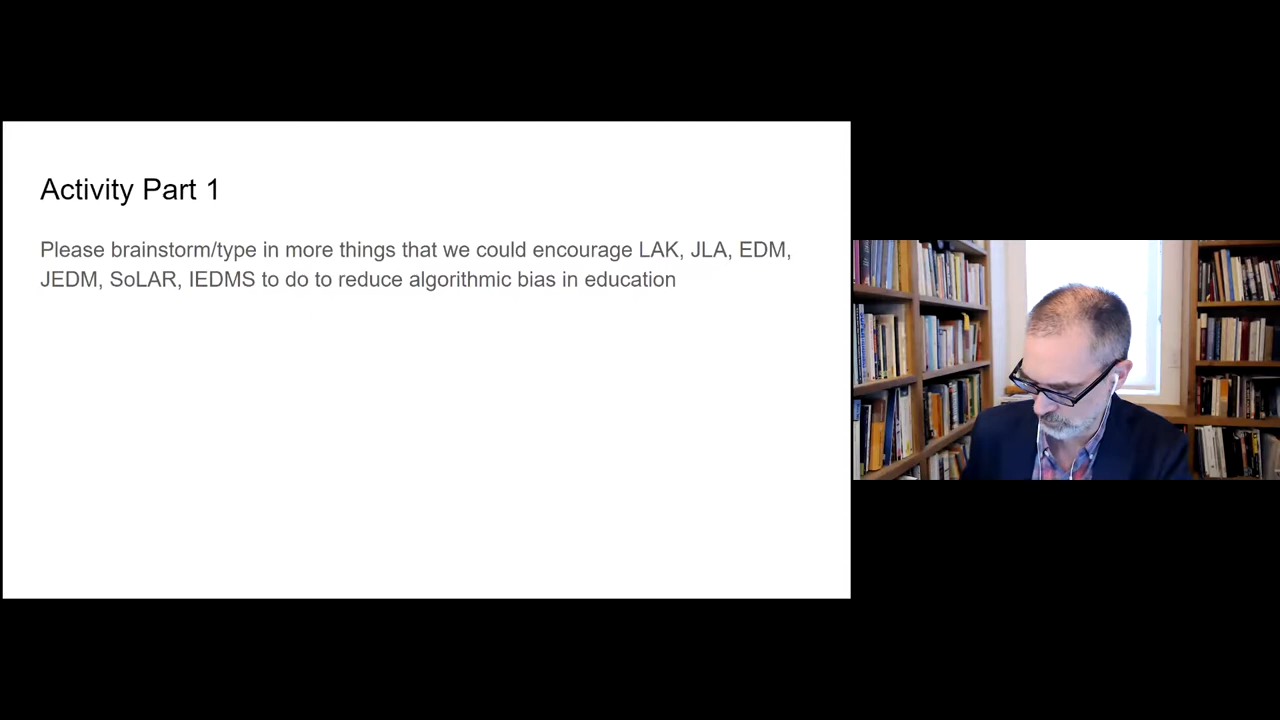 Activity Part 1
Please brainstorm/type in more things that we could encourage LAK, JLA, EDM,
JEDM, SoLAR, IEDMS to do to reduce algorithmic bias in education